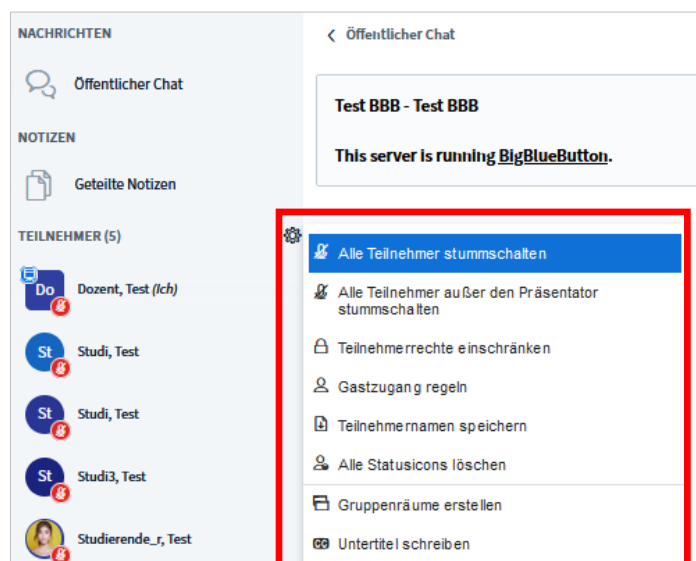 NACHRICHTEN
Öffentlicher Chat
NOTIZEN
Geteilte Notizen
TEILNEHMER (5)
Do
Dozent, Test (Ich)
St
Studi, Test
St
Studi, Test
St
Studi3, Test
Studierende_r, Test
Öffentlicher Chat
Test BBB - Test BBB
This server is running BigBlueButton.
Alle Teilnehmer stummschalten
Alle Teilnehmer außer den Präsentator
stummschalten
Teilnehmerrechte einschränken
Gastzugang regeln
Teilnehmernamen speichern
Alle Statusicons löschen
Gruppenräume erstellen
CC Untertitel schreiben